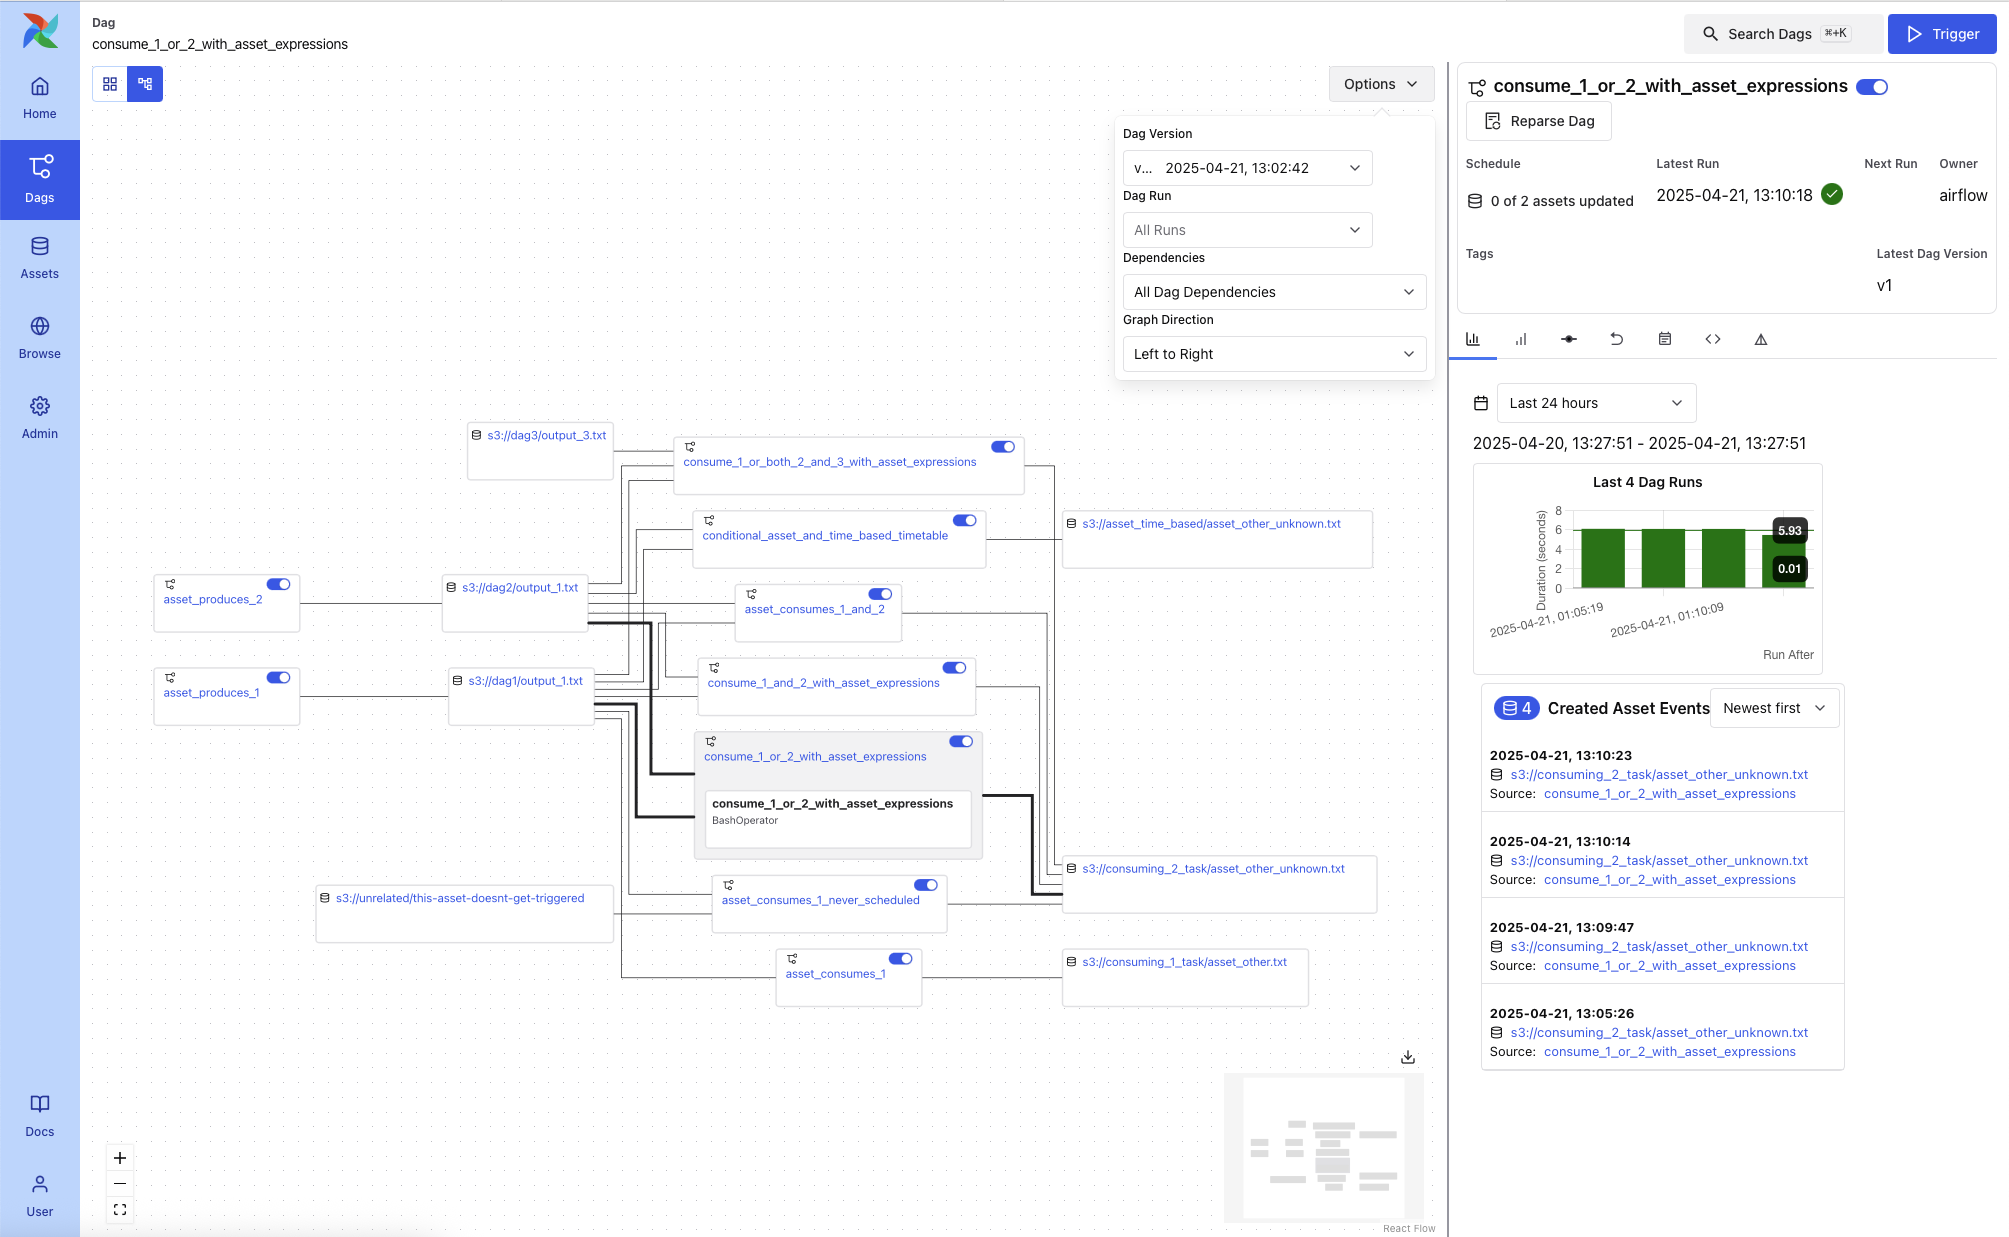 Dag
consume_1_or_2_with_asset_expressions
Search Dags
⌘+K
Trigger
Home
Dags
Assets
Browse
Admin
Docs
User
Options
Dag Version
v... 2025-04-21, 13:02:42
Dag Run
All Runs
Dependencies
All Dag Dependencies
Graph Direction
Left to Right
s3://dag3/output_3.txt
consume_1_or_both_2_and_3_with_asset_expressions
conditional_asset_and_time_based_timetable
s3://asset_time_based/asset_other_unknown.txt
asset_produces_2
s3://dag2/output_1.txt
asset_consumes_1_and_2
asset_produces_1
s3://dag1/output_1.txt
consume_1_and_2_with_asset_expressions
consume_1_or_2_with_asset_expressions
consume_1_or_2_with_asset_expressions
BashOperator
s3://consuming_2_task/asset_other_unknown.txt
s3://unrelated/this-asset-doesnt-get-triggered
asset_consumes_1_never_scheduled
asset_consumes_1
s3://consuming_1_task/asset_other.txt
React Flow
consume_1_or_2_with_asset_expressions
Reparse Dag
Schedule
Latest Run
Next Run
Owner
0 of 2 assets updated
2025-04-21, 13:10:18
airflow
Tags
Latest Dag Version
v1
Last 24 hours
2025-04-20, 13:27:51 - 2025-04-21, 13:27:51
Last 4 Dag Runs
Duration (seconds)
8
6
4
2
0
5.93
0.01
2025-04-21, 01:05:19
2025-04-21, 01:10:09
Run After
4 Created Asset Events
Newest first
2025-04-21, 13:10:23
s3://consuming_2_task/asset_other_unknown.txt
Source: consume_1_or_2_with_asset_expressions
2025-04-21, 13:10:14
s3://consuming_2_task/asset_other_unknown.txt
Source: consume_1_or_2_with_asset_expressions
2025-04-21, 13:09:47
s3://consuming_2_task/asset_other_unknown.txt
Source: consume_1_or_2_with_asset_expressions
2025-04-21, 13:05:26
s3://consuming_2_task/asset_other_unknown.txt
Source: consume_1_or_2_with_asset_expressions